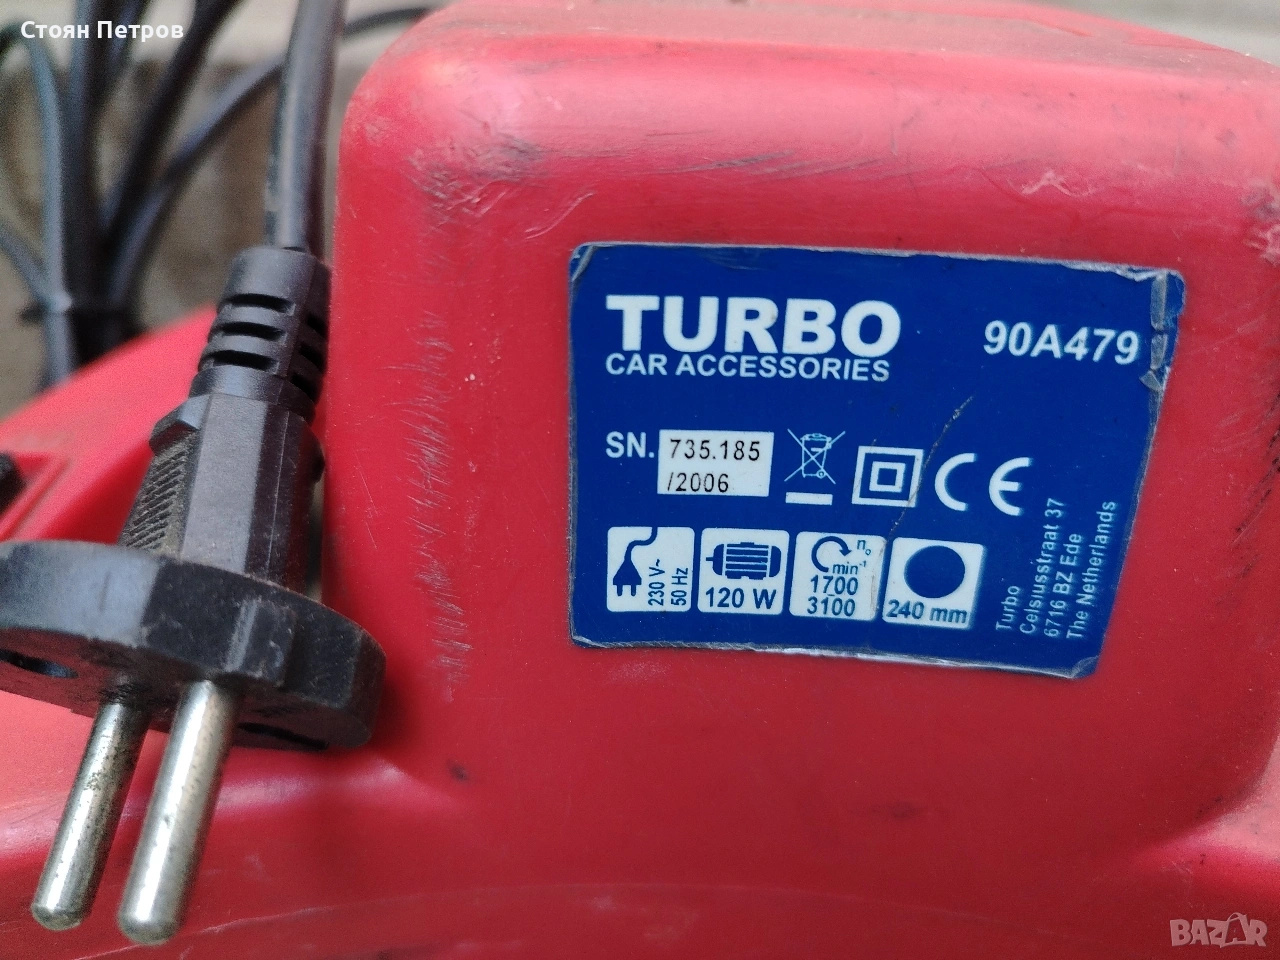 Стоян Петров
TURBO
CAR ACCESSORIES
90A479
SN. 735.185
/2006
CE
230 V~
50 Hz
120 W
n₀
min⁻¹
1700
3100
240 mm
Turbo
Celsiusstraat 37
6716 BZ Ede
The Netherlands
BAZAR